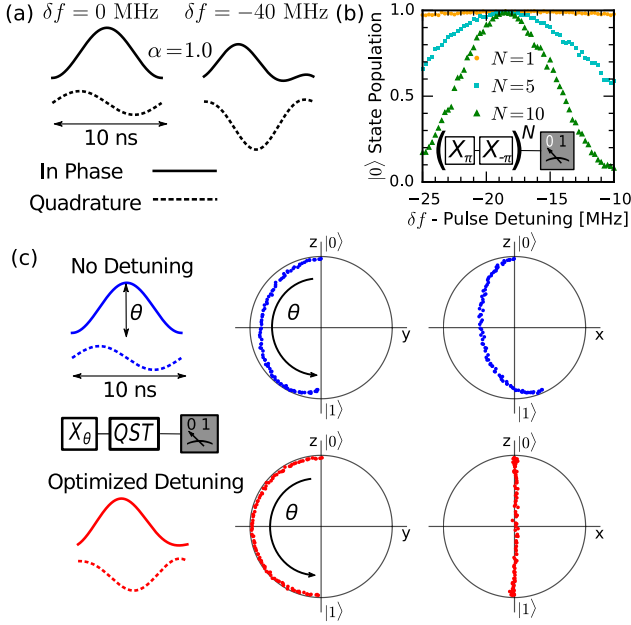 (a)
δf = 0 MHz
δf = −40 MHz
α = 1.0
10 ns
In Phase
Quadrature
(b)
|0⟩ State Population
1.0
0.5
0.0
N = 1
N = 5
N = 10
(X_π X_-π)^N 0 1
−25 −20 −15 −10
δf - Pulse Detuning [MHz]
(c)
No Detuning
θ
10 ns
X_θ QST 0 1
Optimized Detuning
z |0⟩
θ
y
|1⟩
z |0⟩
x
|1⟩
z |0⟩
θ
y
|1⟩
z |0⟩
x
|1⟩